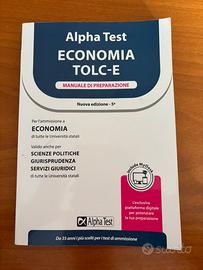 Alpha Test
ECONOMIA
TOLC-E
MANUALE DI PREPARAZIONE
Nuova edizione - 5ª
Per l'ammissione a
ECONOMIA
di tutte le Università statali
Valido anche per
SCIENZE POLITICHE
GIURISPRUDENZA
SERVIZI GIURIDICI
di tutte le Università statali
L'esclusiva
piattaforma digitale
per potenziare
la tua preparazione
AlphaTest
Da 35 anni i più scelti per i test di ammissione
subito